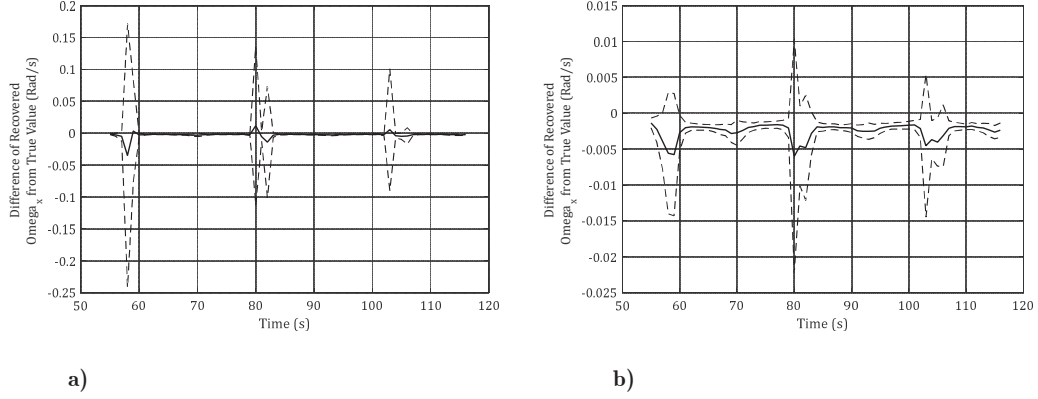 0.2
0.15
0.1
0.05
0
-0.05
-0.1
-0.15
-0.2
-0.25
50 60 70 80 90 100 110 120
Time (s)
Difference of Recovered
Omega_x from True Value (Rad/s)
a)
0.015
0.01
0.005
0
-0.005
-0.01
-0.015
-0.02
-0.025
50 60 70 80 90 100 110 120
Time (s)
Difference of Recovered
Omega_x from True Value (Rad/s)
b)